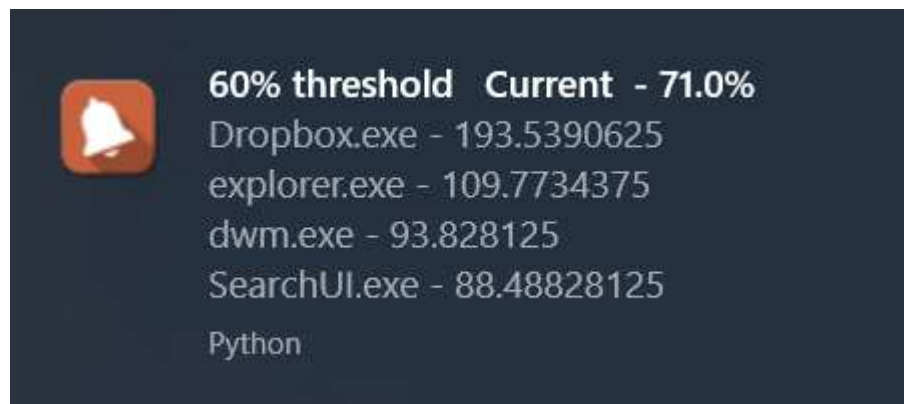 60% threshold   Current  - 71.0%
Dropbox.exe - 193.5390625
explorer.exe - 109.7734375
dwm.exe - 93.828125
SearchUI.exe - 88.48828125
Python